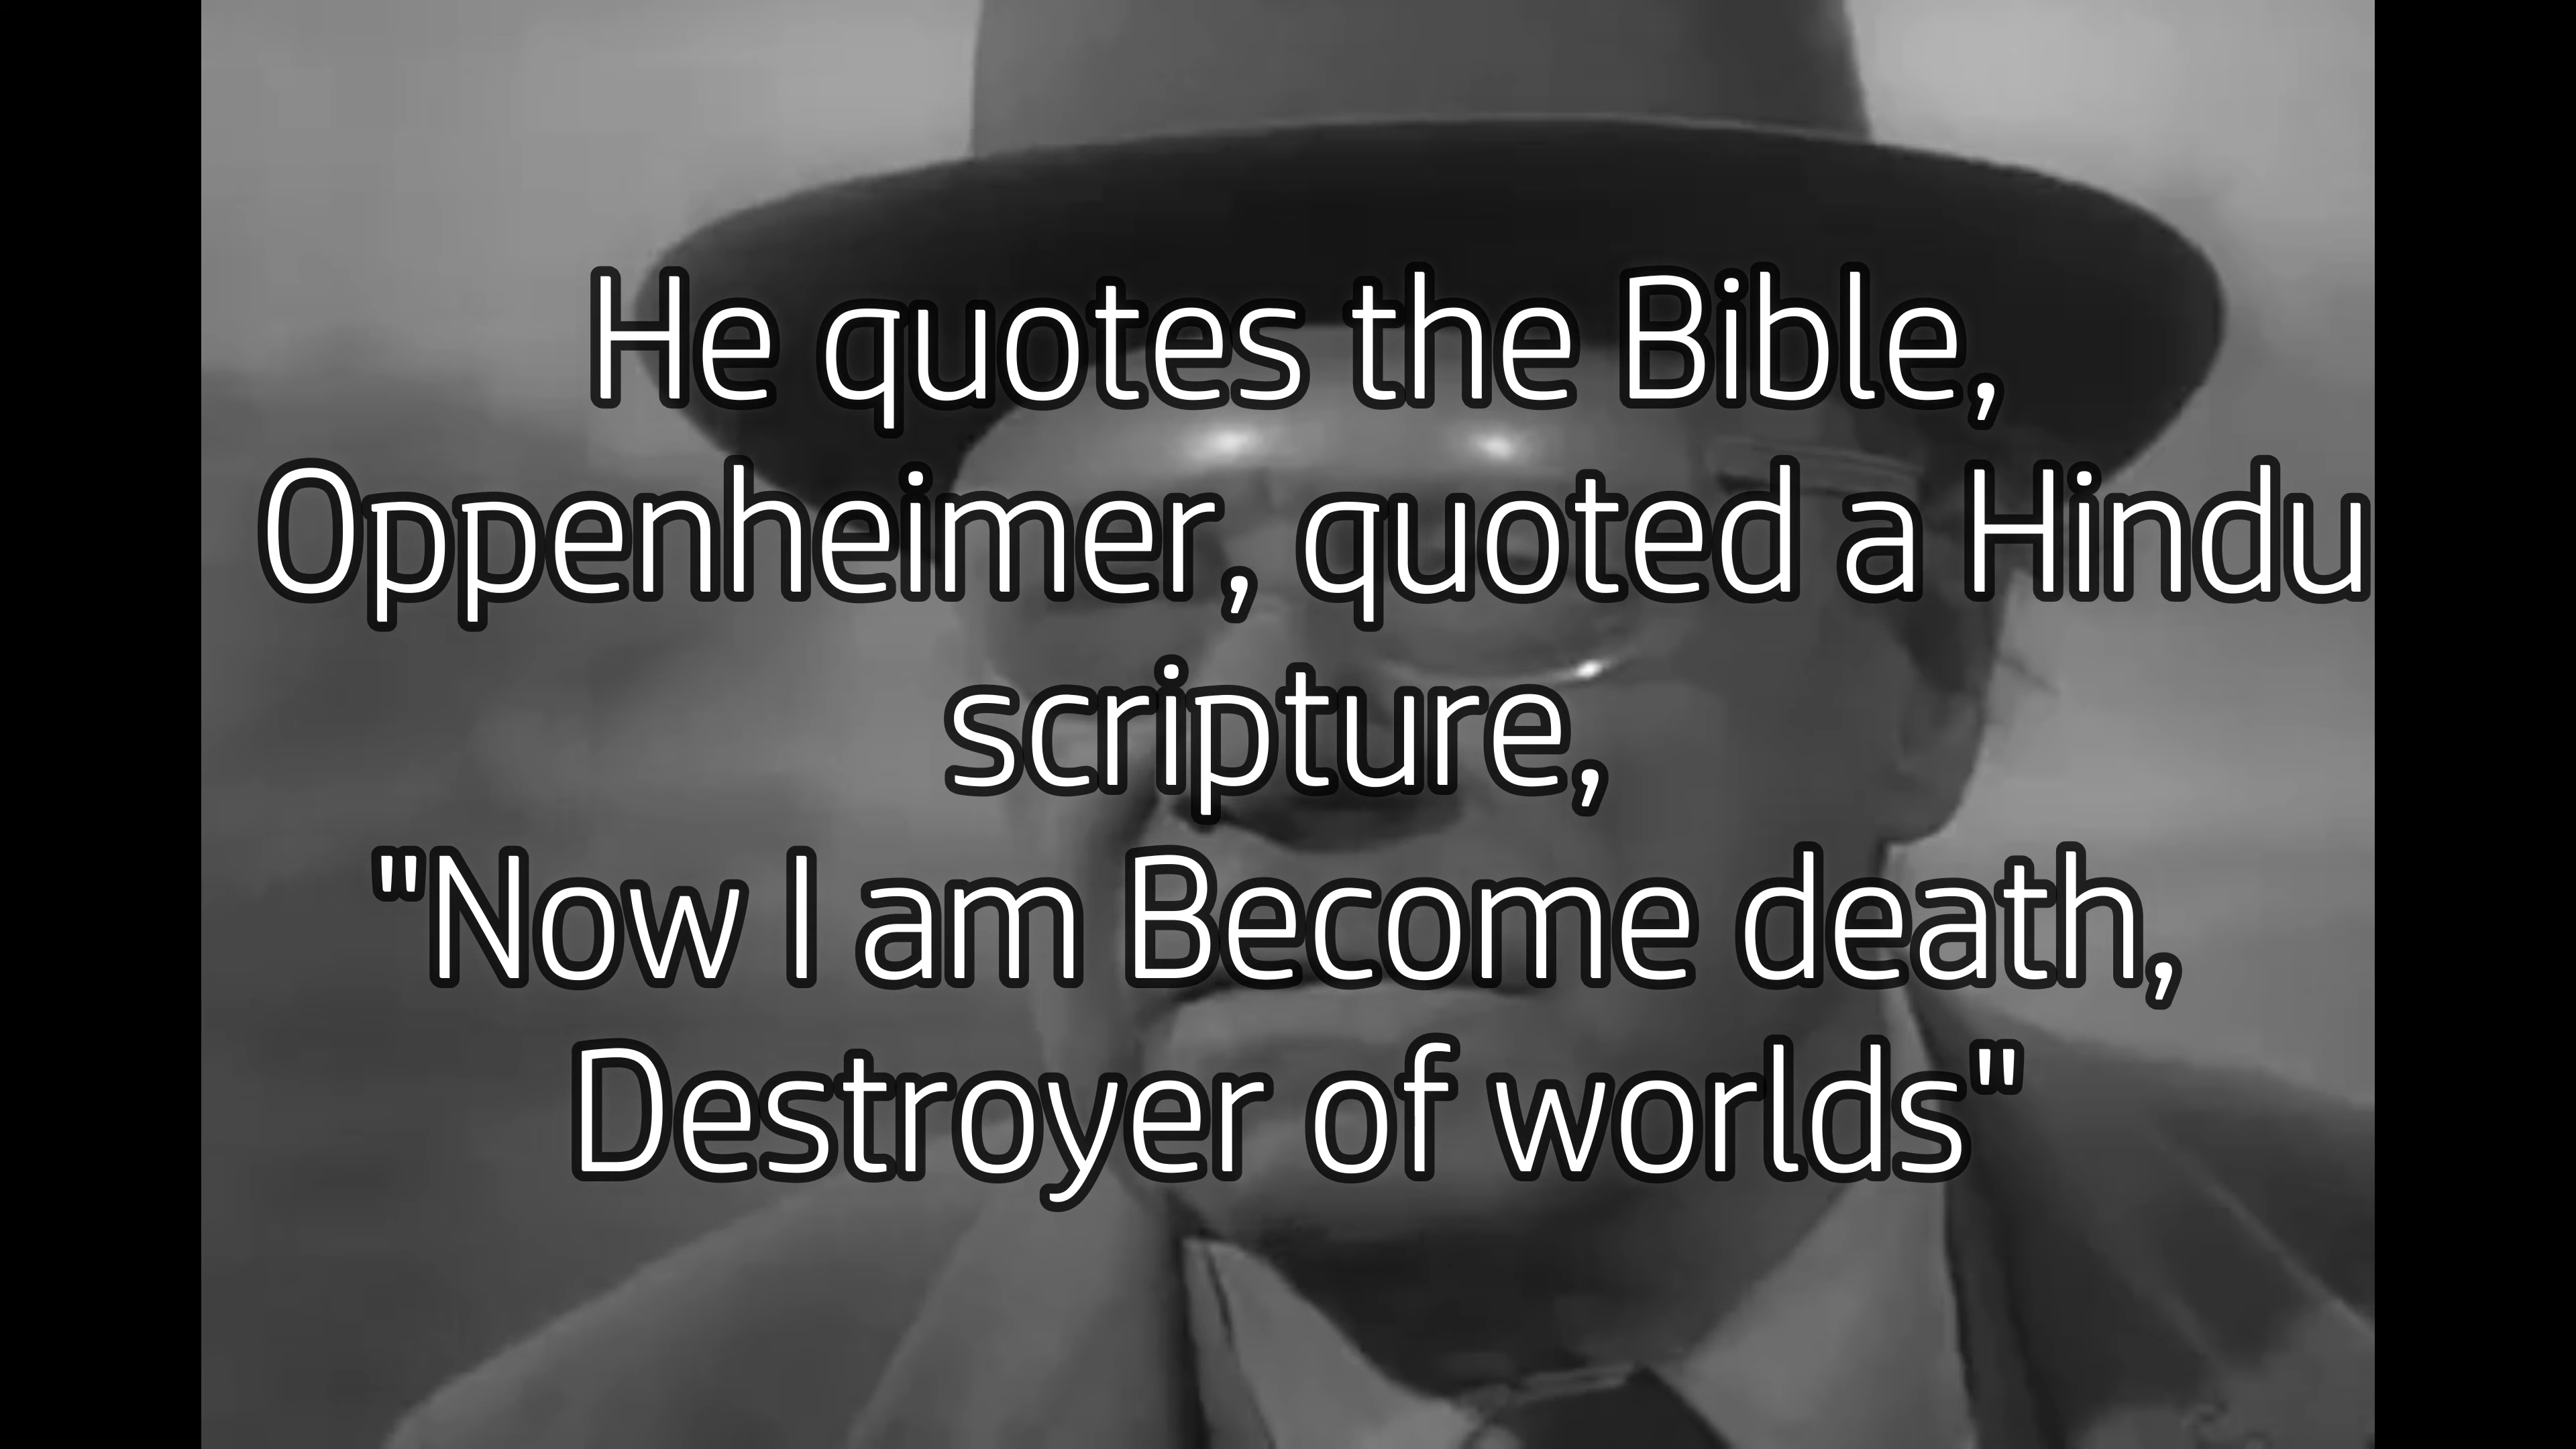 He quotes the Bible,
Oppenheimer, quoted a Hindu
scripture,
"Now I am Become death,
Destroyer of worlds"